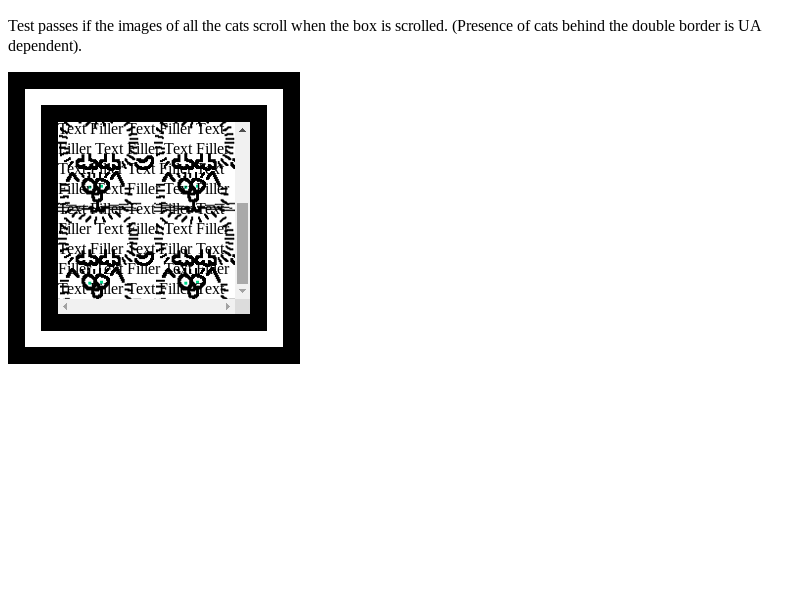 Test passes if the images of all the cats scroll when the box is scrolled. (Presence of cats behind the double border is UA
dependent).
Text Filler Text Filler Text
Filler Text Filler Text Filler
Text Filler Text Filler Text
Filler Text Filler Text Filler
Text Filler Text Filler Text
Filler Text Filler Text Filler
Text Filler Text Filler Text
Filler Text Filler Text Filler
Text Filler Text Filler Text